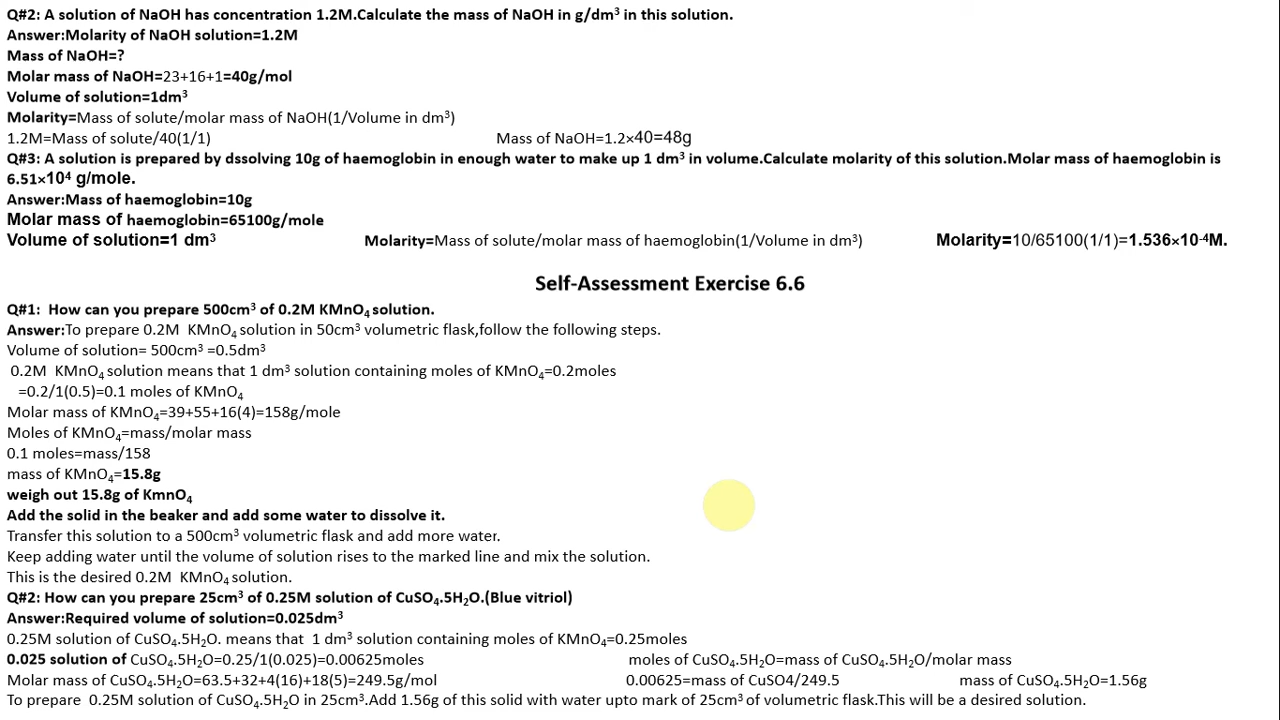 Q#2: A solution of NaOH has concentration 1.2M.Calculate the mass of NaOH in g/dm³ in this solution.
Answer:Molarity of NaOH solution=1.2M
Mass of NaOH=?
Molar mass of NaOH=23+16+1=40g/mol
Volume of solution=1dm³
Molarity=Mass of solute/molar mass of NaOH(1/Volume in dm³)
1.2M=Mass of solute/40(1/1) Mass of NaOH=1.2×40=48g
Q#3: A solution is prepared by dssolving 10g of haemoglobin in enough water to make up 1 dm³ in volume.Calculate molarity of this solution.Molar mass of haemoglobin is
6.51×10⁴ g/mole.
Answer:Mass of haemoglobin=10g
Molar mass of haemoglobin=65100g/mole
Volume of solution=1 dm³ Molarity=Mass of solute/molar mass of haemoglobin(1/Volume in dm³) Molarity=10/65100(1/1)=1.536×10⁻⁴M.
Self-Assessment Exercise 6.6
Q#1: How can you prepare 500cm³ of 0.2M KMnO₄ solution.
Answer:To prepare 0.2M KMnO₄ solution in 50cm³ volumetric flask,follow the following steps.
Volume of solution= 500cm³ =0.5dm³
0.2M KMnO₄ solution means that 1 dm³ solution containing moles of KMnO₄=0.2moles
=0.2/1(0.5)=0.1 moles of KMnO₄
Molar mass of KMnO₄=39+55+16(4)=158g/mole
Moles of KMnO₄=mass/molar mass
0.1 moles=mass/158
mass of KMnO₄=15.8g
weigh out 15.8g of KmnO₄
Add the solid in the beaker and add some water to dissolve it.
Transfer this solution to a 500cm³ volumetric flask and add more water.
Keep adding water until the volume of solution rises to the marked line and mix the solution.
This is the desired 0.2M KMnO₄ solution.
Q#2: How can you prepare 25cm³ of 0.25M solution of CuSO₄.5H₂O.(Blue vitriol)
Answer:Required volume of solution=0.025dm³
0.25M solution of CuSO₄.5H₂O. means that 1 dm³ solution containing moles of KMnO₄=0.25moles
0.025 solution of CuSO₄.5H₂O=0.25/1(0.025)=0.00625moles moles of CuSO₄.5H₂O=mass of CuSO₄.5H₂O/molar mass
Molar mass of CuSO₄.5H₂O=63.5+32+4(16)+18(5)=249.5g/mol 0.00625=mass of CuSO4/249.5 mass of CuSO₄.5H₂O=1.56g
To prepare 0.25M solution of CuSO₄.5H₂O in 25cm³.Add 1.56g of this solid with water upto mark of 25cm³ of volumetric flask.This will be a desired solution.